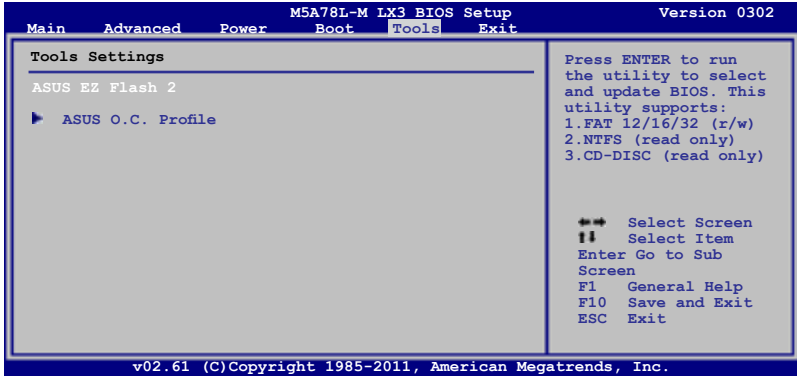 M5A78L-M LX3 BIOS Setup Version 0302
Main Advanced Power Boot Tools Exit
Tools Settings
ASUS EZ Flash 2
ASUS O.C. Profile
Press ENTER to run
the utility to select
and update BIOS. This
utility supports:
1.FAT 12/16/32 (r/w)
2.NTFS (read only)
3.CD-DISC (read only)
Select Screen
Select Item
Enter Go to Sub
Screen
F1 General Help
F10 Save and Exit
ESC Exit
v02.61 (C)Copyright 1985-2011, American Megatrends, Inc.